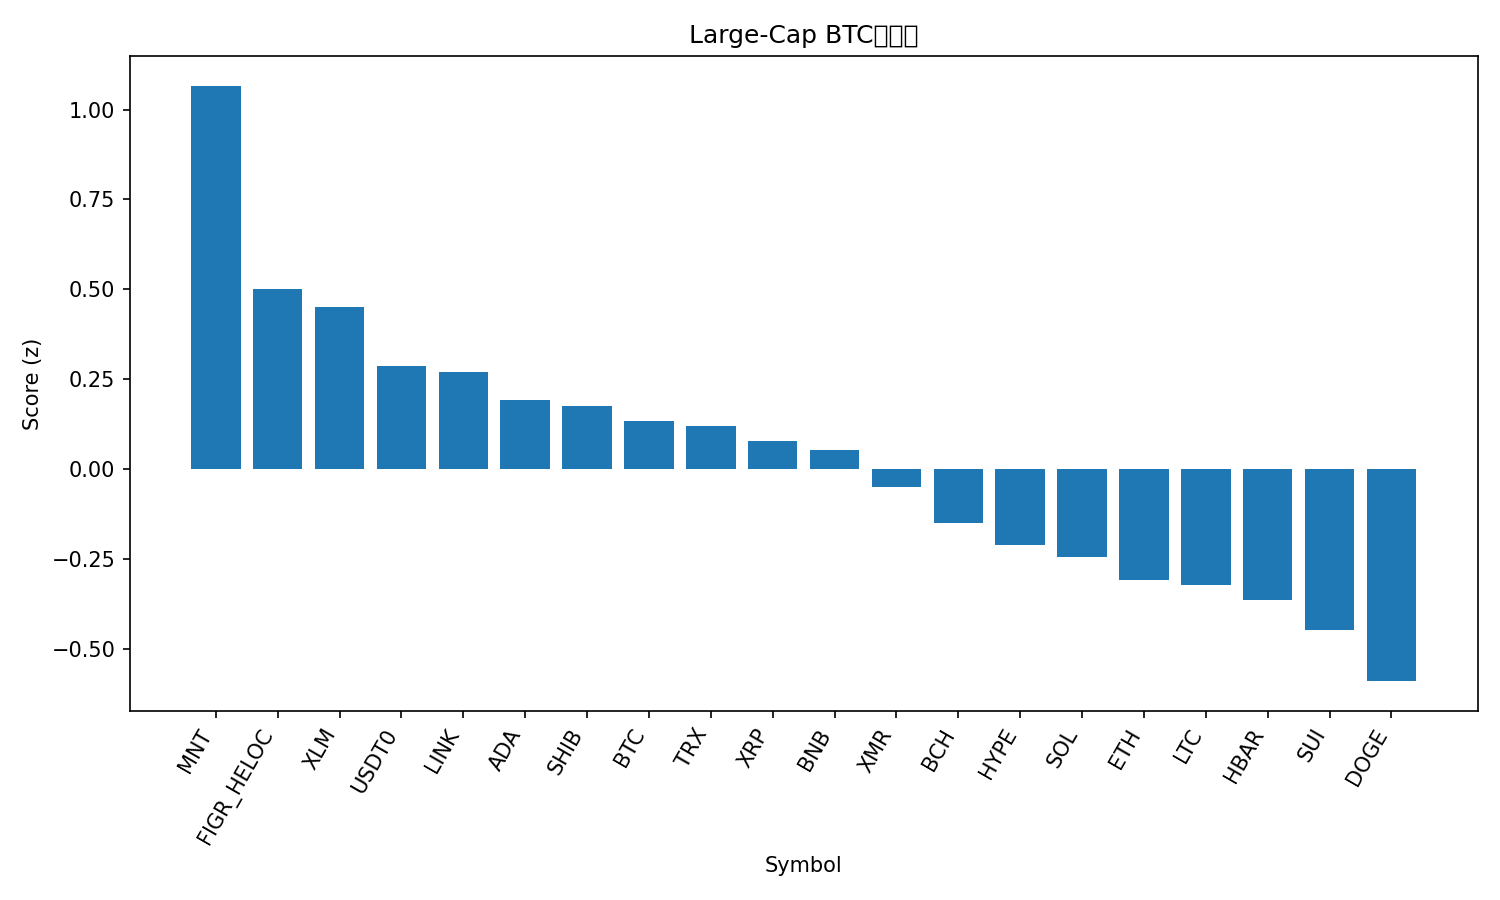 Large-Cap BTC
Score (z)
1.00
0.75
0.50
0.25
0.00
−0.25
−0.50
MNT
FIGR_HELOC
XLM
USDT0
LINK
ADA
SHIB
BTC
TRX
XRP
BNB
XMR
BCH
HYPE
SOL
ETH
LTC
HBAR
SUI
DOGE
Symbol